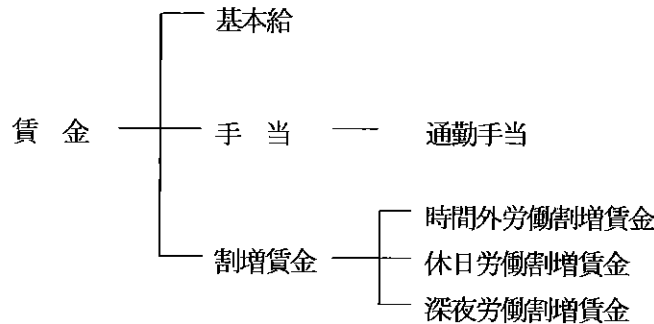 基本給
賃 金
手 当
通勤手当
割増賃金
時間外労働割増賃金
休日労働割増賃金
深夜労働割増賃金